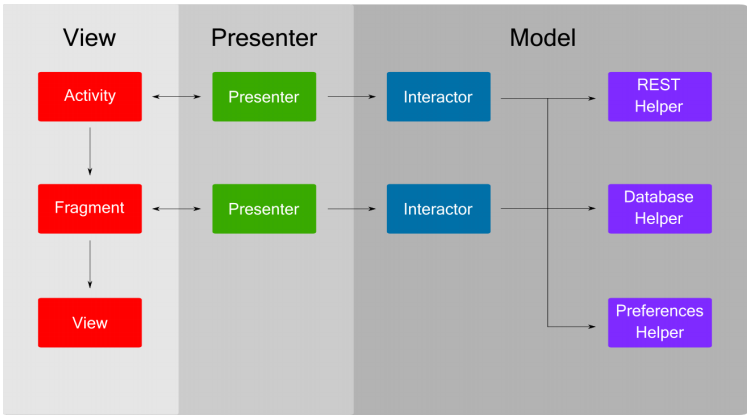 View
Presenter
Model
Activity
Presenter
Interactor
REST
Helper
Fragment
Presenter
Interactor
Database
Helper
View
Preferences
Helper